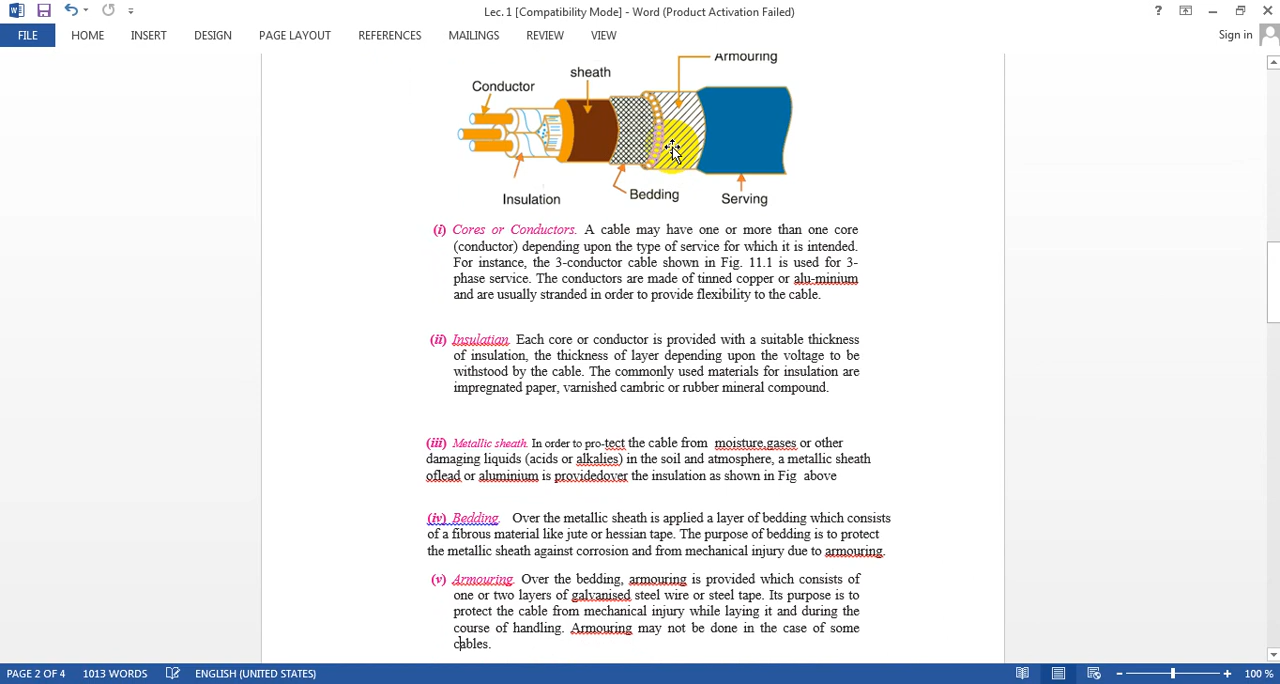 Lec. 1 [Compatibility Mode] - Word (Product Activation Failed)
FILE HOME INSERT DESIGN PAGE LAYOUT REFERENCES MAILINGS REVIEW VIEW Sign in
Armouring
sheath
Conductor
Insulation
Bedding
Serving
(i) Cores or Conductors. A cable may have one or more than one core
(conductor) depending upon the type of service for which it is intended.
For instance, the 3-conductor cable shown in Fig. 11.1 is used for 3-
phase service. The conductors are made of tinned copper or alu-minium
and are usually stranded in order to provide flexibility to the cable.
(ii) Insulatian. Each core or conductor is provided with a suitable thickness
of insulation, the thickness of layer depending upon the voltage to be
withstood by the cable. The commonly used materials for insulation are
impregnated paper, varnished cambric or rubber mineral compound.
(iii) Metallic sheath. In order to pro-tect the cable from moisture,gases or other
damaging liquids (acids or alkalies) in the soil and atmosphere, a metallic sheath
oflead or aluminium is providedover the insulation as shown in Fig above
(iv) Bedding. Over the metallic sheath is applied a layer of bedding which consists
of a fibrous material like jute or hessian tape. The purpose of bedding is to protect
the metallic sheath against corrosion and from mechanical injury due to armouring.
(v) Armouring. Over the bedding, armouring is provided which consists of
one or two layers of galvanised steel wire or steel tape. Its purpose is to
protect the cable from mechanical injury while laying it and during the
course of handling. Armouring may not be done in the case of some
cables.
PAGE 2 OF 4 1013 WORDS ENGLISH (UNITED STATES) 100 %